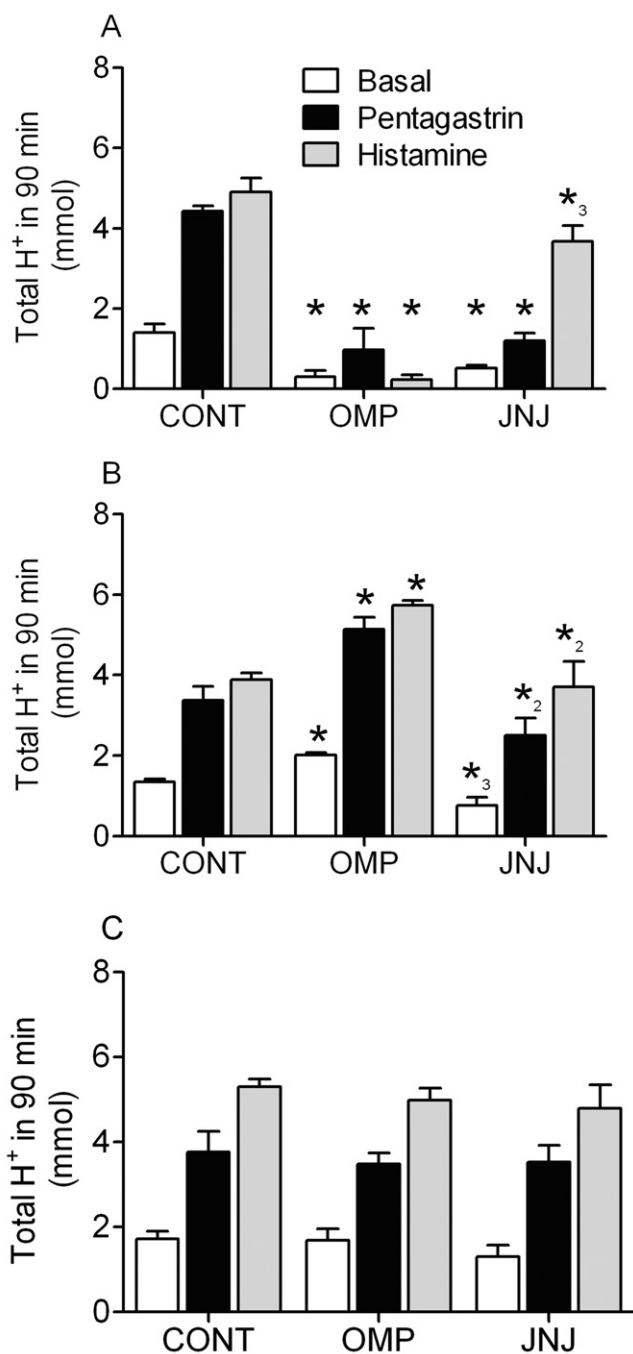 A
Total H+ in 90 min
(mmol)
8
6
4
2
0
Basal
Pentagastrin
Histamine
* * * * * *3
CONT OMP JNJ
B
Total H+ in 90 min
(mmol)
8
6
4
2
0
* * * *3 *2 *2
CONT OMP JNJ
C
Total H+ in 90 min
(mmol)
8
6
4
2
0
CONT OMP JNJ